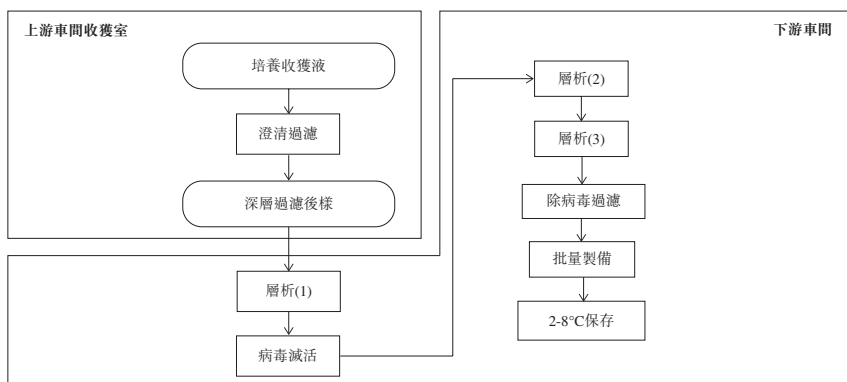 上游車間收獲室
培養收獲液
澄清過濾
深層過濾後樣
下游車間
層析(1)
病毒滅活
層析(2)
層析(3)
除病毒過濾
批量製備
2-8°C保存